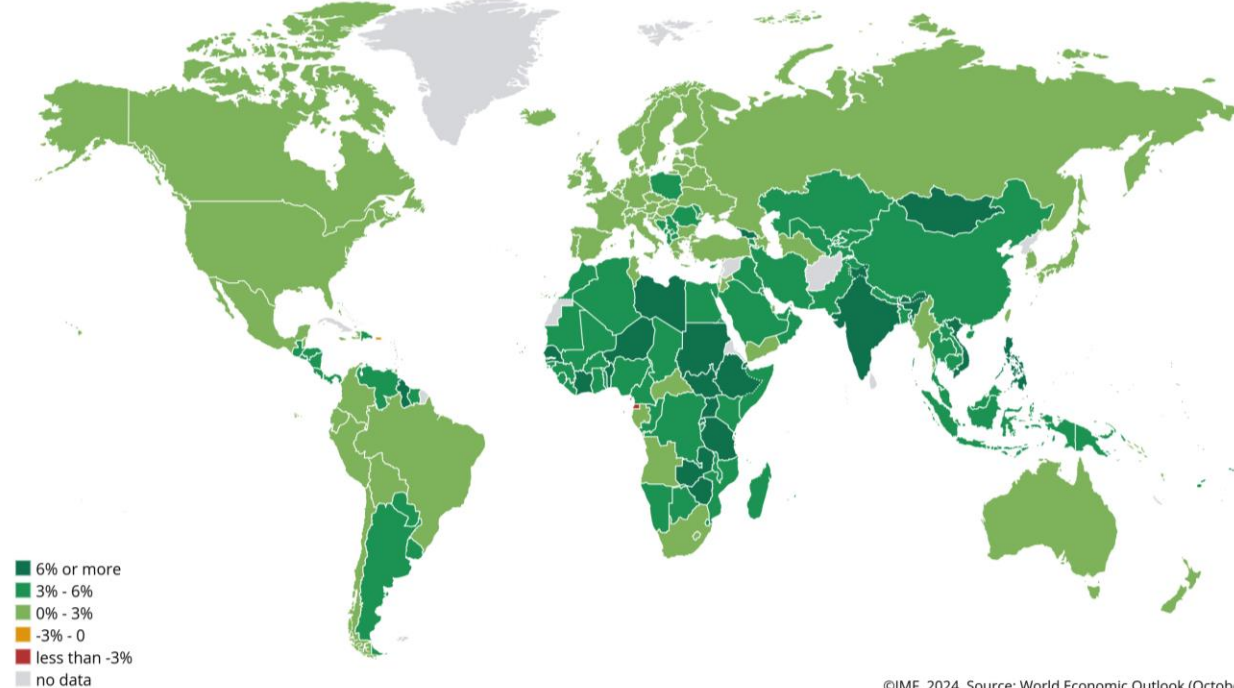 6% or more
3% - 6%
0% - 3%
-3% - 0
less than -3%
no data
©IMF, 2024, Source: World Economic Outlook (Octobe